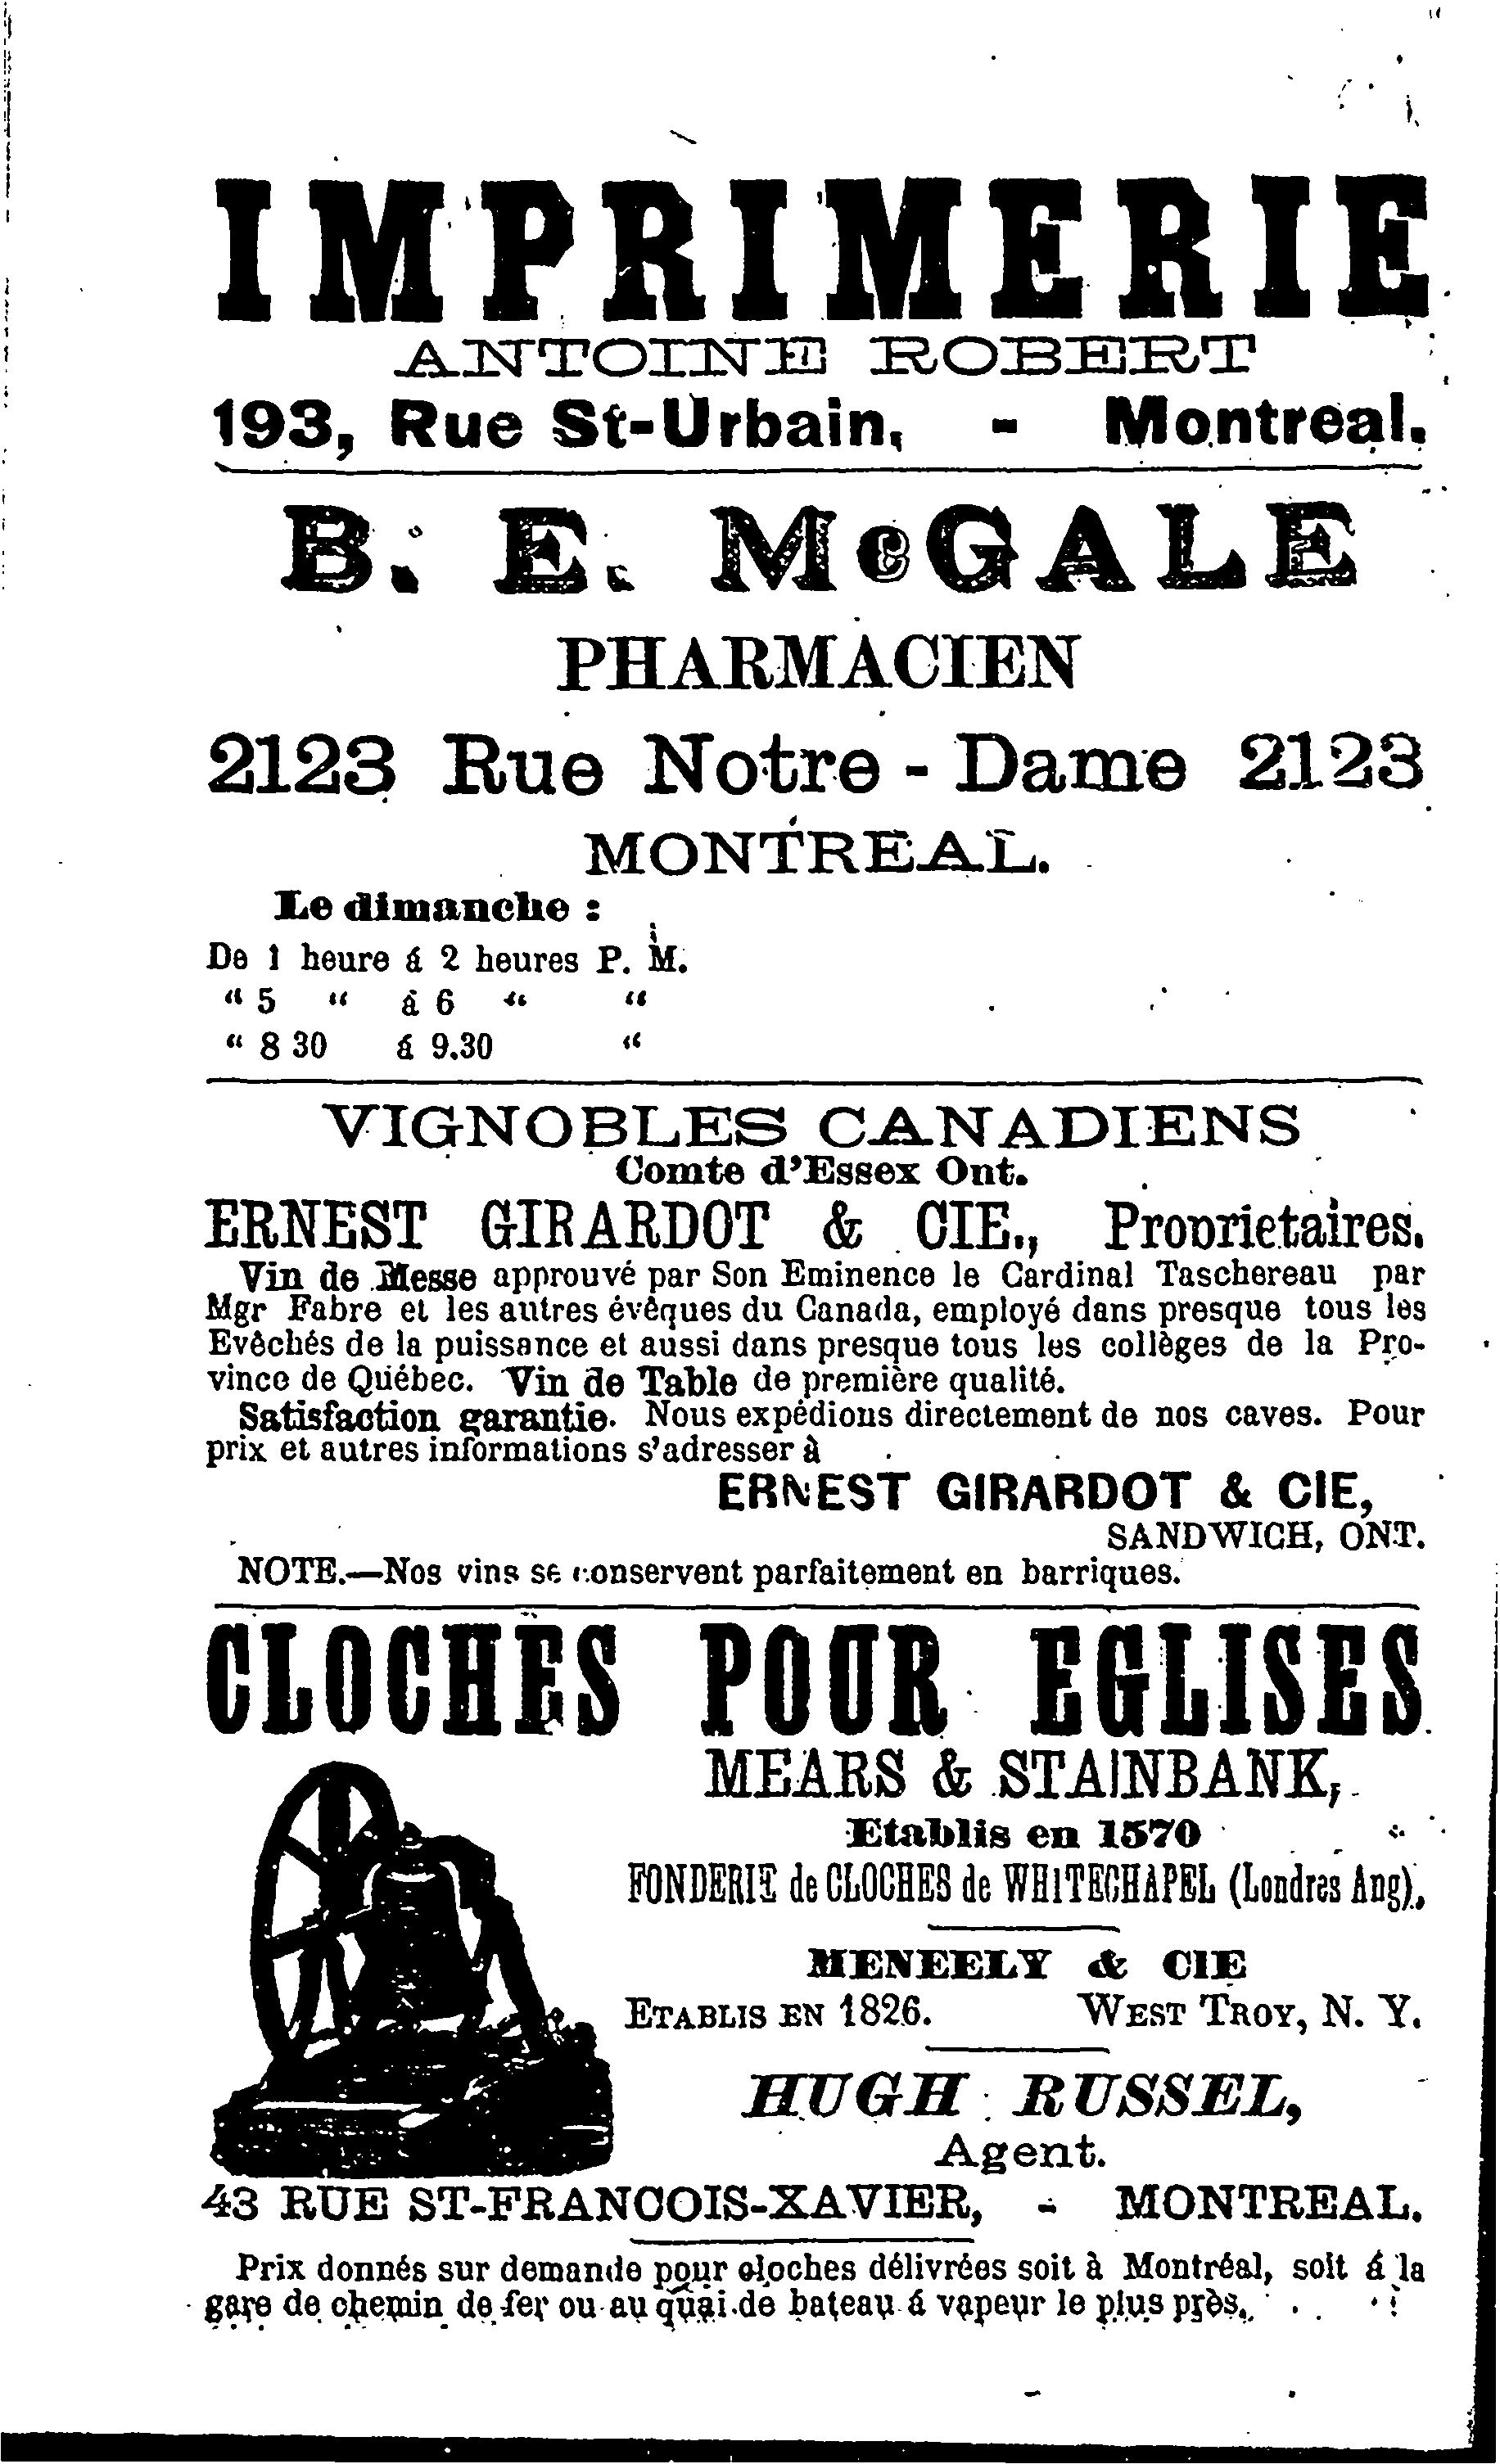 IMPRIMERIE
ANTOINE ROBERT
193, Rue St-Urbain, - Montreal.
B. E. McGALE
PHARMACIEN
2123 Rue Notre-Dame 2123
MONTREAL.
Le dimanche :
De 1 heure á 2 heures P. M.
“ 5 “ á 6 “ “
“ 8 30 á 9.30 “
VIGNOBLES CANADIENS
Comte d’Essex Ont.
ERNEST GIRARDOT & CIE., Proprietaires.
Vin de Messe approuvé par Son Eminence le Cardinal Taschereau par
Mgr Fabre et les autres évêques du Canada, employé dans presque tous les
Evêchés de la puissance et aussi dans presque tous les collèges de la Pro-
vince de Québec. Vin de Table de première qualité.
Satisfaction garantie. Nous expédions directement de nos caves. Pour
prix et autres informations s’adresser à
ERNEST GIRARDOT & CIE,
SANDWICH, ONT.
NOTE.—Nos vins se conservent parfaitement en barriques.
CLOCHES POUR EGLISES
MEARS & STAINBANK,
Etablis en 1570
FONDERIE de CLOCHES de WHITECHAPEL (Londres Ang).,
MENEELY & CIE
ETABLIS EN 1826. WEST TROY, N. Y.
HUGH RUSSEL,
Agent.
43 RUE ST-FRANCOIS-XAVIER, - MONTREAL.
Prix donnés sur demande pour cloches délivrées soit à Montréal, soit á la
gare de chemin de fer ou au quai de bateau á vapeur le plus près.